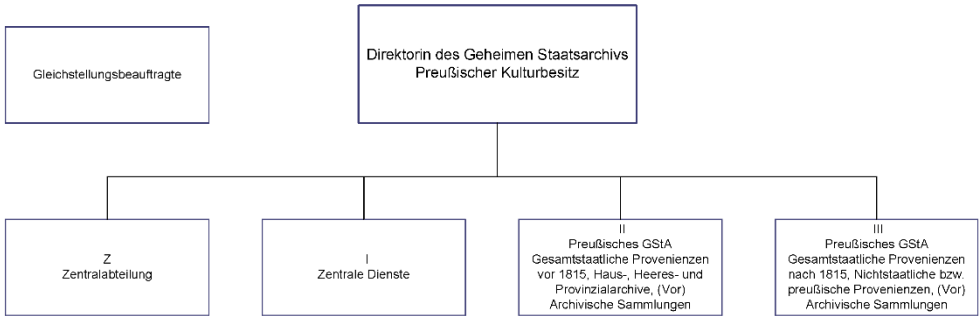 Gleichstellungsbeauftragte
Direktorin des Geheimen Staatsarchivs
Preußischer Kulturbesitz
Z
Zentralabteilung
I
Zentrale Dienste
II
Preußisches GStA
Gesamtstaatliche Provenienzen
vor 1815, Haus-, Heeres- und
Provinzialarchive, (Vor)
Archivische Sammlungen
III
Preußisches GStA
Gesamtstaatliche Provenienzen
nach 1815, Nichtstaatliche bzw.
preußische Provenienzen, (Vor)
Archivische Sammlungen